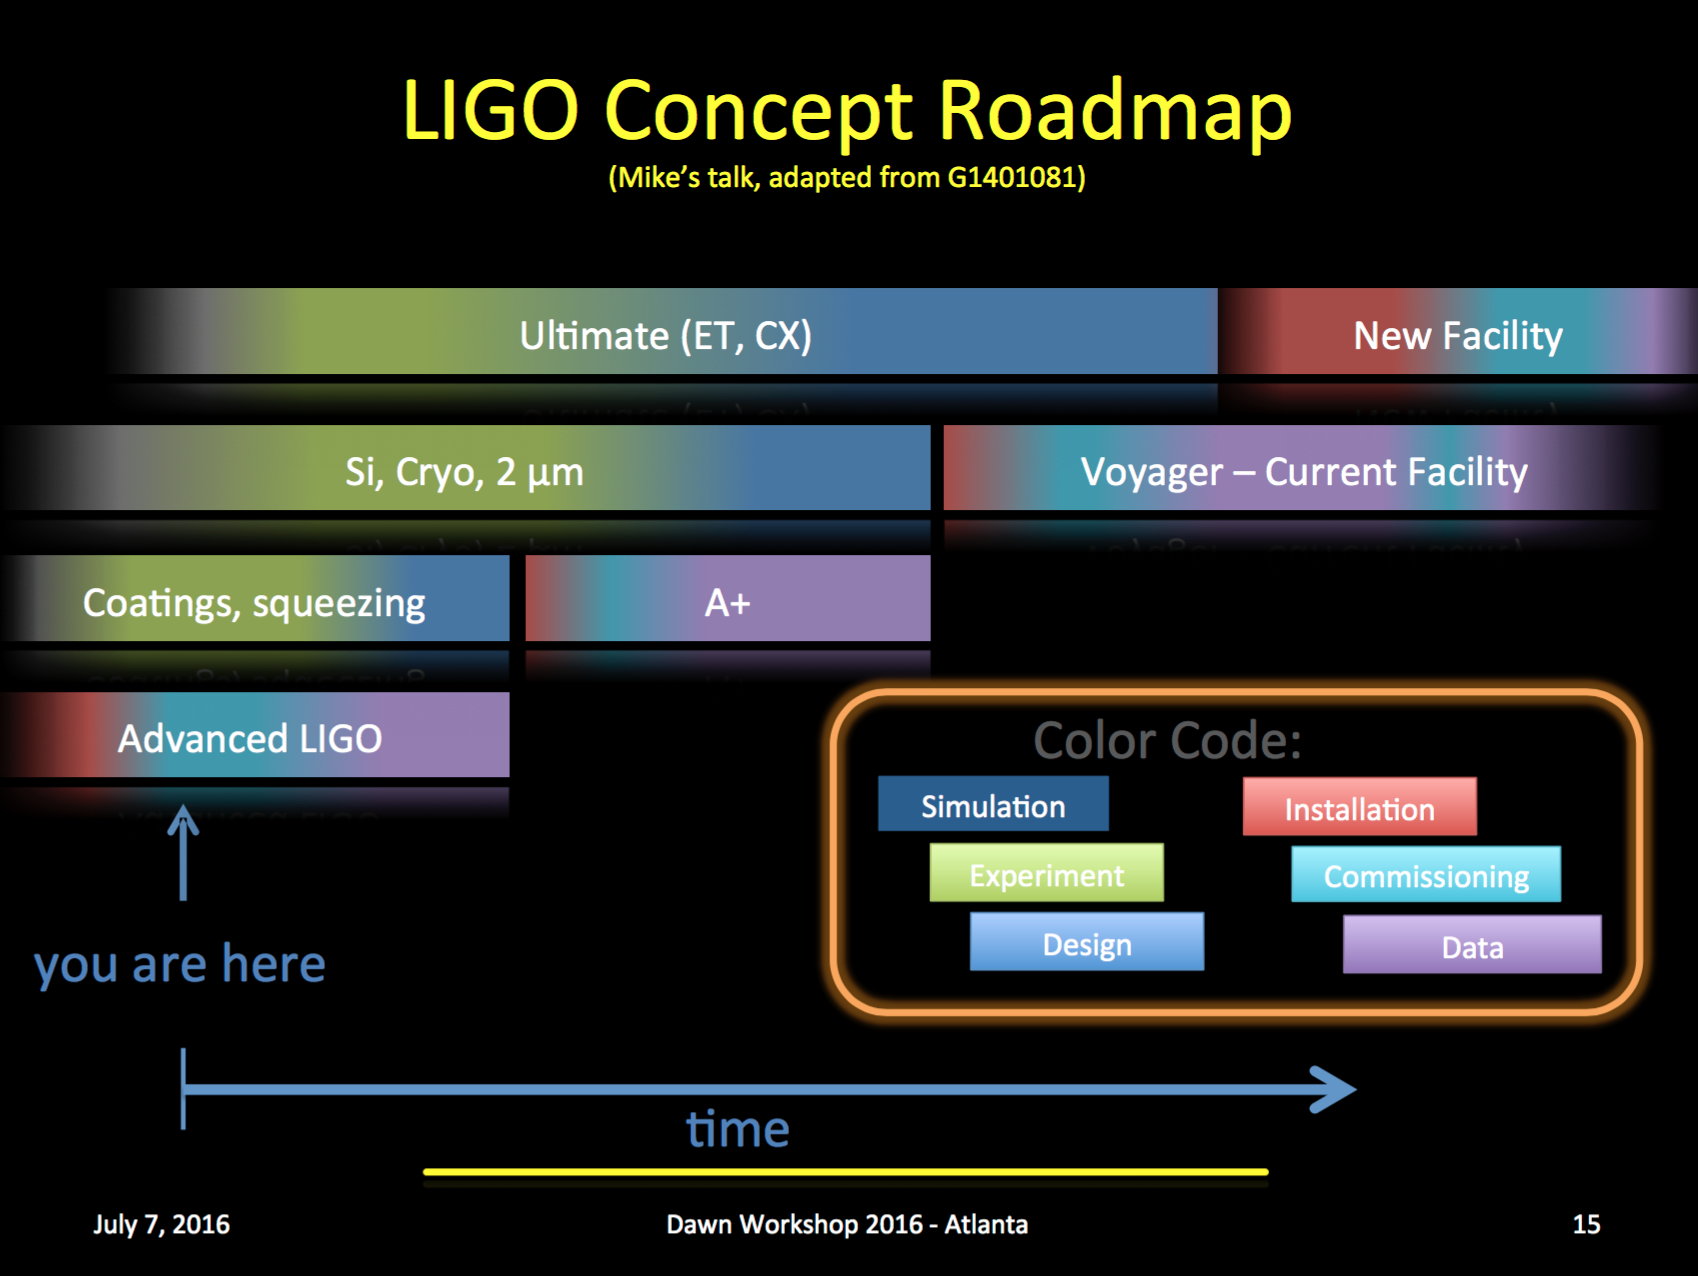 LIGO Concept Roadmap
(Mike's talk, adapted from G1401081)
Ultimate (ET, CX)
New Facility
Si, Cryo, 2 μm
Voyager – Current Facility
Coatings, squeezing
A+
Advanced LIGO
Color Code:
Simulation
Installation
Experiment
Commissioning
Design
Data
you are here
time
July 7, 2016
Dawn Workshop 2016 - Atlanta
15